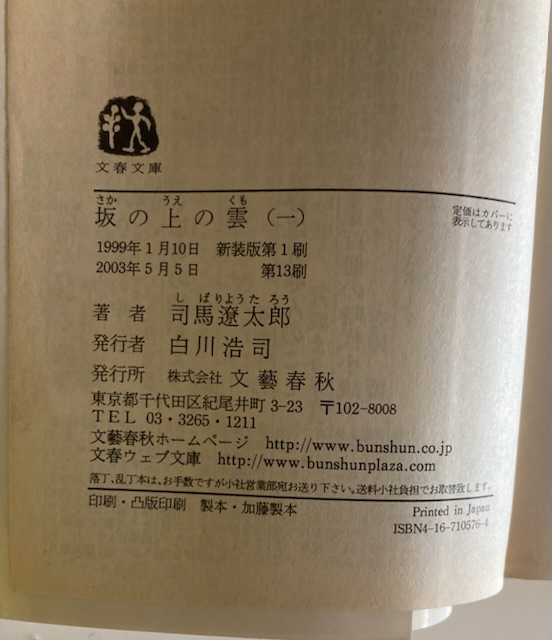 文春文庫
さか うえ くも
坂の上の雲(一)
定価はカバーに
表示してあります
1999年1月10日 新装版第1刷
2003年5月5日 第13刷
しばりょうたろう
著者 司馬遼太郎
発行者 白川浩司
発行所 株式会社 文藝春秋
東京都千代田区紀尾井町3-23 〒102-8008
TEL 03・3265・1211
文藝春秋ホームページ http://www.bunshun.co.jp
文春ウェブ文庫 http://www.bunshunplaza.com
落丁、乱丁本は、お手数ですが小社営業部宛お送り下さい。送料小社負担でお取替致します。
印刷・凸版印刷 製本・加藤製本
Printed in Japan
ISBN4-16-710576-4